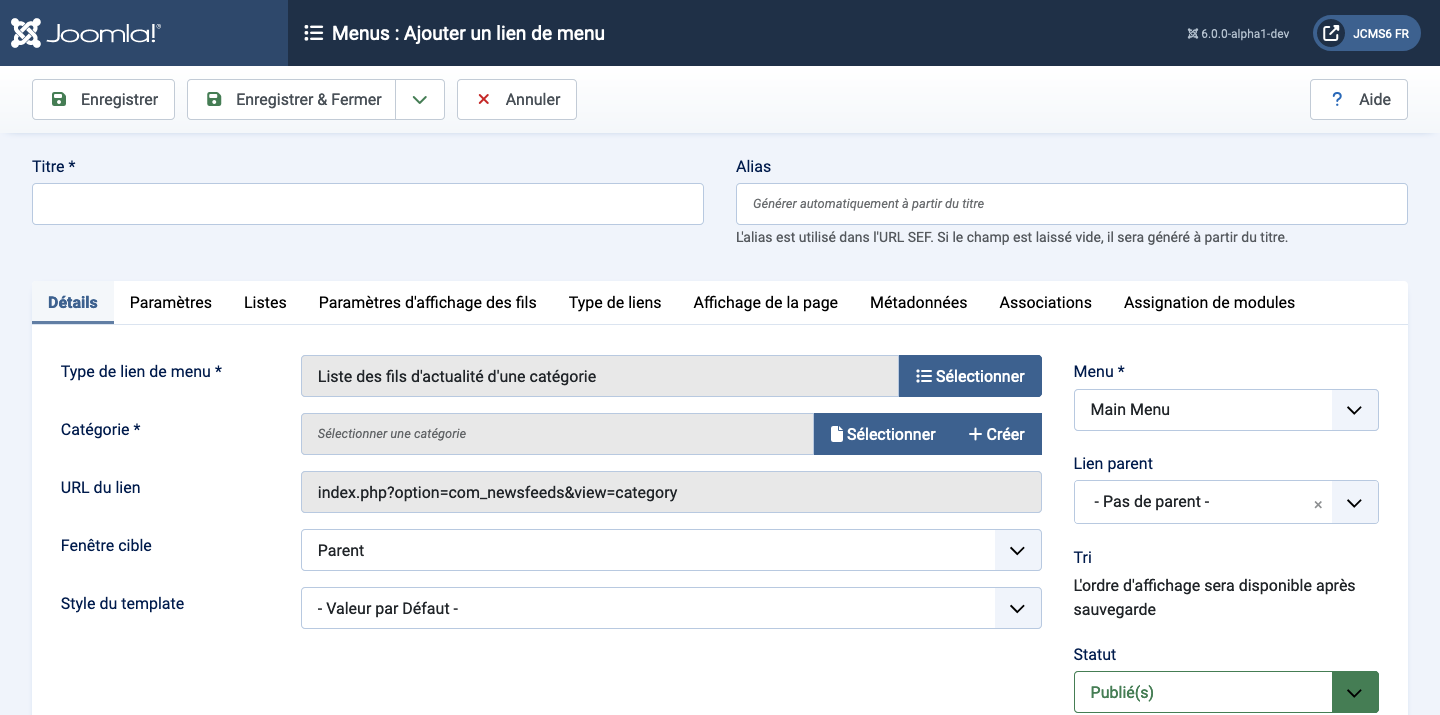 Joomla!®
Menus : Ajouter un lien de menu
6.0.0-alpha1-dev
JCMS6 FR
Enregistrer
Enregistrer & Fermer
Annuler
? Aide
Titre *
Alias
Générer automatiquement à partir du titre
L'alias est utilisé dans l'URL SEF. Si le champ est laissé vide, il sera généré à partir du titre.
Détails Paramètres Listes Paramètres d'affichage des fils Type de liens Affichage de la page Métadonnées Associations Assignation de modules
Type de lien de menu *
Liste des fils d'actualité d'une catégorie
Sélectionner
Catégorie *
Sélectionner une catégorie
Sélectionner
+ Créer
URL du lien
index.php?option=com_newsfeeds&view=category
Fenêtre cible
Parent
Style du template
- Valeur par Défaut -
Menu *
Main Menu
Lien parent
- Pas de parent - ×
Tri
L'ordre d'affichage sera disponible après
sauvegarde
Statut
Publié(s)